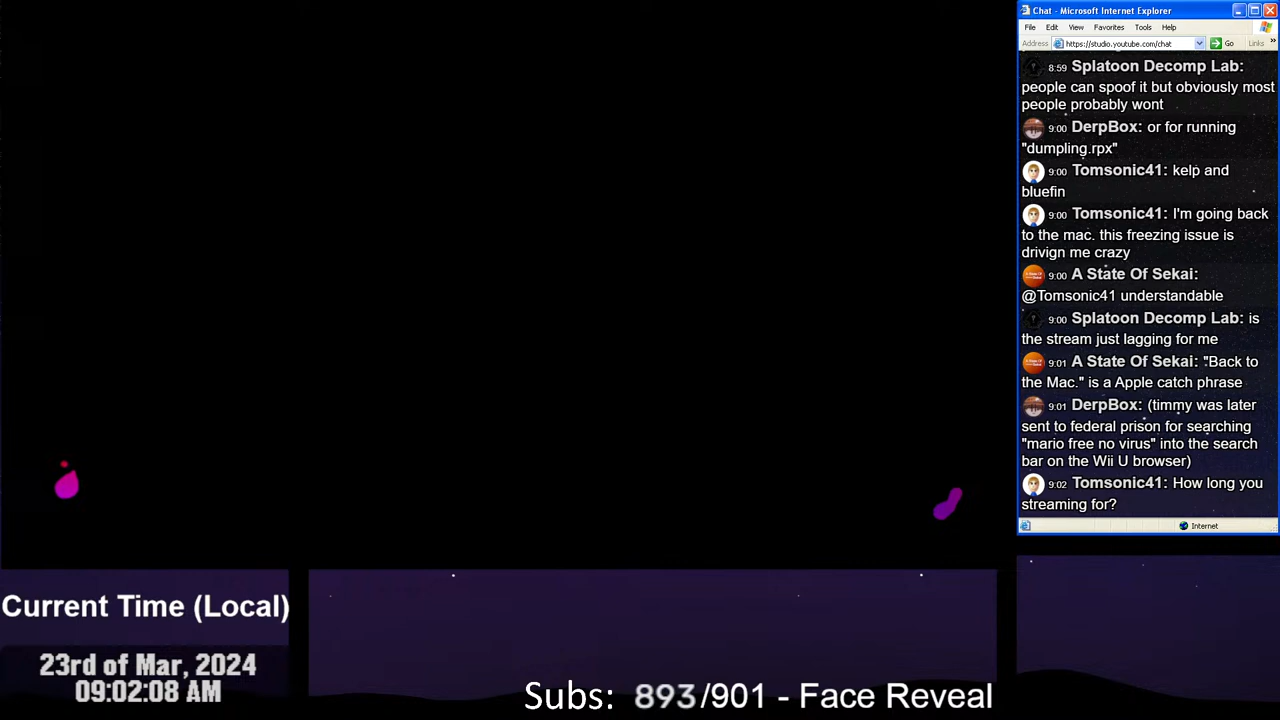 Chat - Microsoft Internet Explorer
File Edit View Favorites Tools Help
Address https://studio.youtube.com/chat Go Links »
8:59 Splatoon Decomp Lab:
people can spoof it but obviously most
people probably wont
9:00 DerpBox: or for running
"dumpling.rpx"
9:00 Tomsonic41: kelp and
bluefin
9:00 Tomsonic41: I'm going back
to the mac. this freezing issue is
drivign me crazy
9:00 A State Of Sekai:
@Tomsonic41 understandable
9:00 Splatoon Decomp Lab: is
the stream just lagging for me
9:01 A State Of Sekai: "Back to
the Mac." is a Apple catch phrase
9:01 DerpBox: (timmy was later
sent to federal prison for searching
"mario free no virus" into the search
bar on the Wii U browser)
9:02 Tomsonic41: How long you
streaming for?
Internet
Current Time (Local)
23rd of Mar, 2024
09:02:08 AM
Subs: 893/901 - Face Reveal